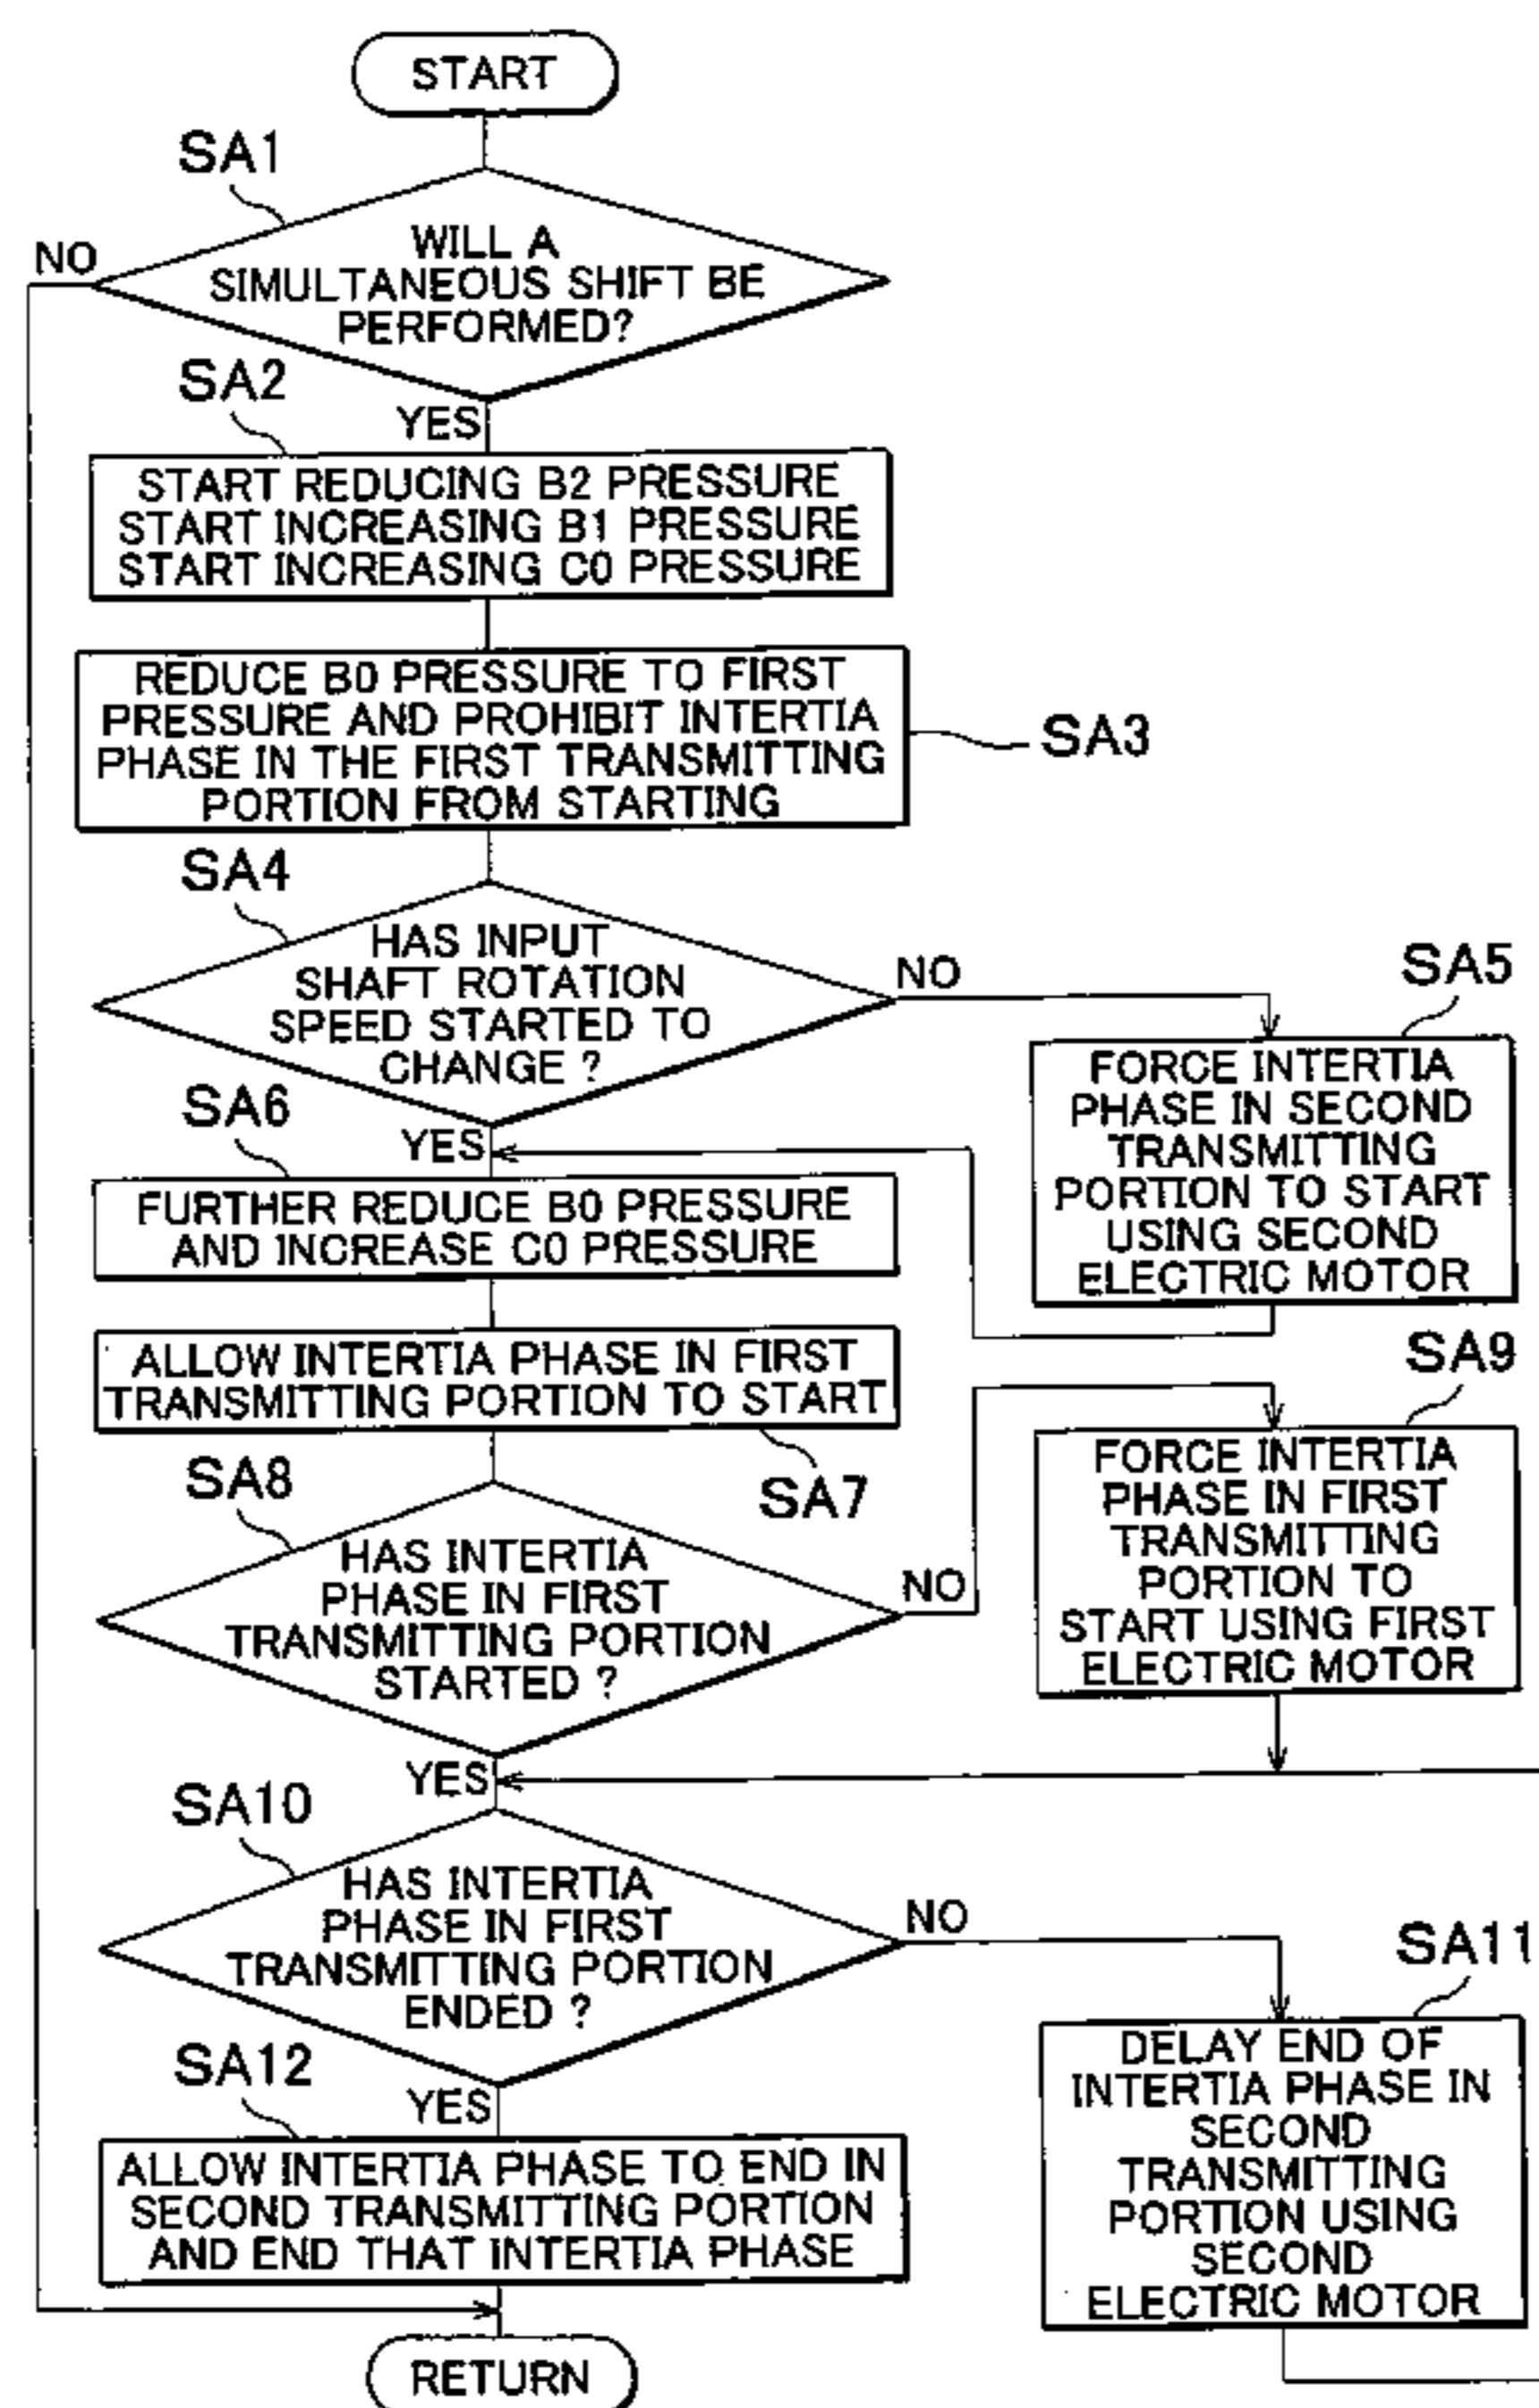 START
SA1
WILL A
SIMULTANEOUS SHIFT BE
PERFORMED?
NO
YES
SA2
START REDUCING B2 PRESSURE
START INCREASING B1 PRESSURE
START INCREASING C0 PRESSURE
REDUCE B0 PRESSURE TO FIRST
PRESSURE AND PROHIBIT INTERTIA
PHASE IN THE FIRST TRANSMITTING
PORTION FROM STARTING
SA3
SA4
HAS INPUT
SHAFT ROTATION
SPEED STARTED TO
CHANGE ?
NO
YES
SA5
FORCE INTERTIA
PHASE IN SECOND
TRANSMITTING
PORTION TO START
USING SECOND
ELECTRIC MOTOR
SA6
FURTHER REDUCE B0 PRESSURE
AND INCREASE C0 PRESSURE
ALLOW INTERTIA PHASE IN FIRST
TRANSMITTING PORTION TO START
SA7
SA8
HAS INTERTIA
PHASE IN FIRST
TRANSMITTING PORTION
STARTED ?
NO
YES
SA9
FORCE INTERTIA
PHASE IN FIRST
TRANSMITTING
PORTION TO
START USING FIRST
ELECTRIC MOTOR
SA10
HAS INTERTIA
PHASE IN FIRST
TRANSMITTING PORTION
ENDED ?
NO
YES
SA11
DELAY END OF
INTERTIA PHASE IN
SECOND
TRANSMITTING
PORTION USING
SECOND
ELECTRIC MOTOR
SA12
ALLOW INTERTIA PHASE TO END IN
SECOND TRANSMITTING PORTION
AND END THAT INTERTIA PHASE
RETURN